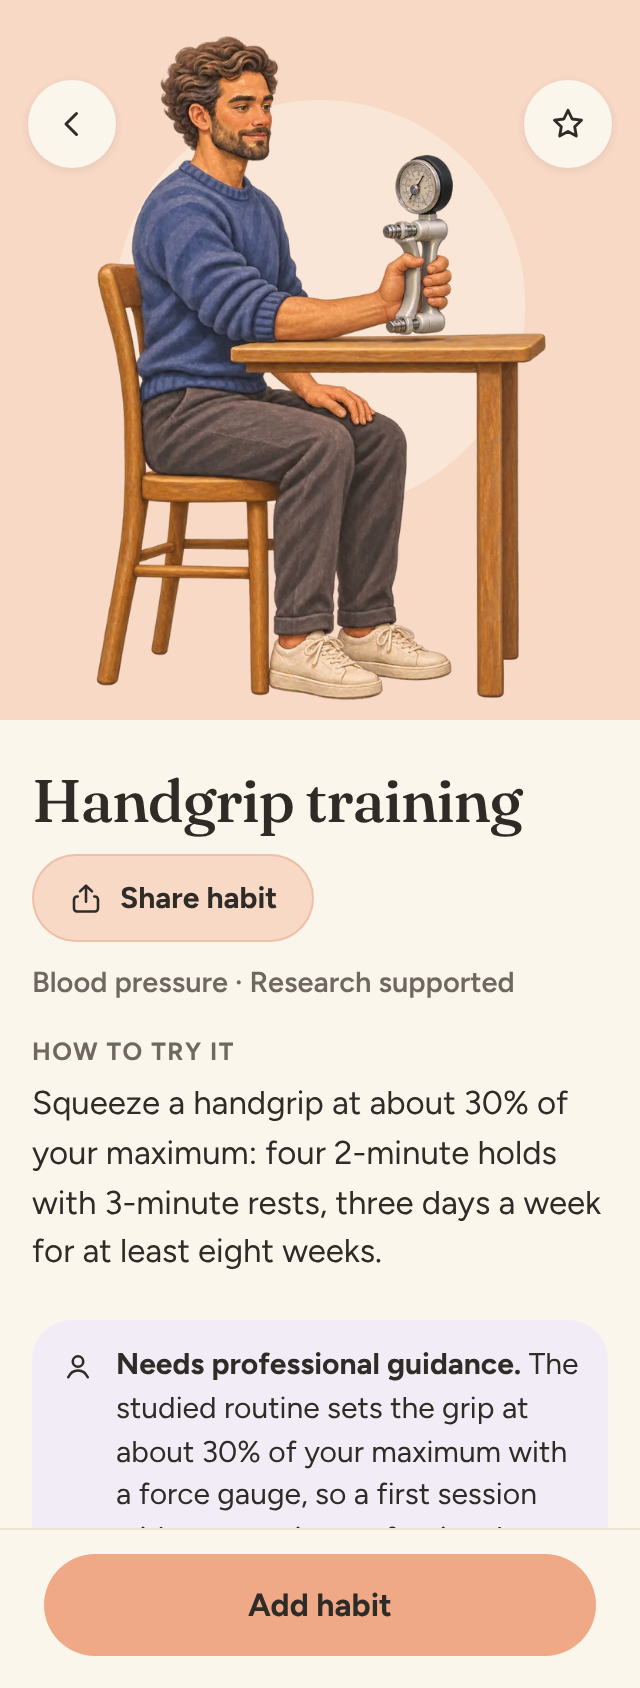 Handgrip training
Share habit
Blood pressure · Research supported
HOW TO TRY IT
Squeeze a handgrip at about 30% of
your maximum: four 2-minute holds
with 3-minute rests, three days a week
for at least eight weeks.
Needs professional guidance. The
studied routine sets the grip at
about 30% of your maximum with
a force gauge, so a first session
Add habit